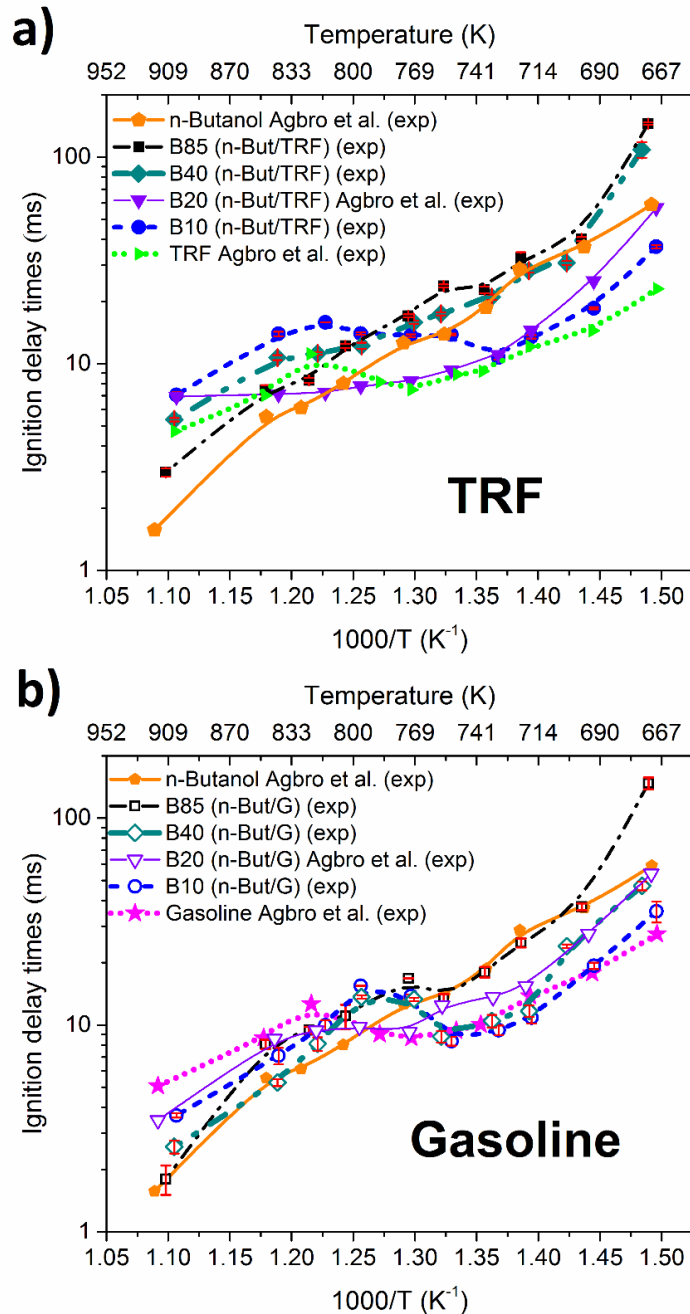 a)
Temperature (K)
952 909 870 833 800 769 741 714 690 667
n-Butanol Agbro et al. (exp)
B85 (n-But/TRF) (exp)
B40 (n-But/TRF) (exp)
B20 (n-But/TRF) Agbro et al. (exp)
B10 (n-But/TRF) (exp)
TRF Agbro et al. (exp)
Ignition delay times (ms)
100
10
1
TRF
1.05 1.10 1.15 1.20 1.25 1.30 1.35 1.40 1.45 1.50
1000/T (K⁻¹)
b)
Temperature (K)
952 909 870 833 800 769 741 714 690 667
n-Butanol Agbro et al. (exp)
B85 (n-But/G) (exp)
B40 (n-But/G) (exp)
B20 (n-But/G) Agbro et al. (exp)
B10 (n-But/G) (exp)
Gasoline Agbro et al. (exp)
Ignition delay times (ms)
100
10
1
Gasoline
1.05 1.10 1.15 1.20 1.25 1.30 1.35 1.40 1.45 1.50
1000/T (K⁻¹)